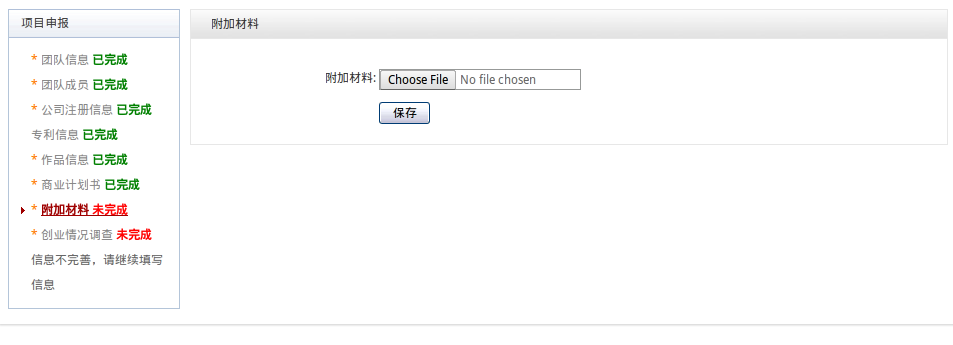 项目申报
* 团队信息 已完成
* 团队成员 已完成
* 公司注册信息 已完成
专利信息 已完成
* 作品信息 已完成
* 商业计划书 已完成
* 附加材料 未完成
* 创业情况调查 未完成
信息不完善，请继续填写
信息
附加材料
附加材料: Choose File No file chosen
保存